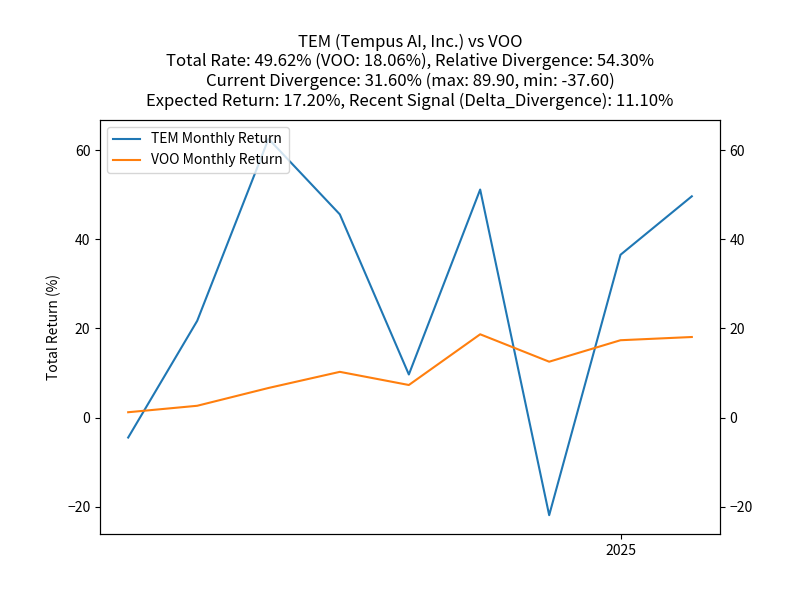 TEM (Tempus AI, Inc.) vs VOO
Total Rate: 49.62% (VOO: 18.06%), Relative Divergence: 54.30%
Current Divergence: 31.60% (max: 89.90, min: -37.60)
Expected Return: 17.20%, Recent Signal (Delta_Divergence): 11.10%
TEM Monthly Return
VOO Monthly Return
60
40
20
0
−20
60
40
20
0
−20
Total Return (%)
2025